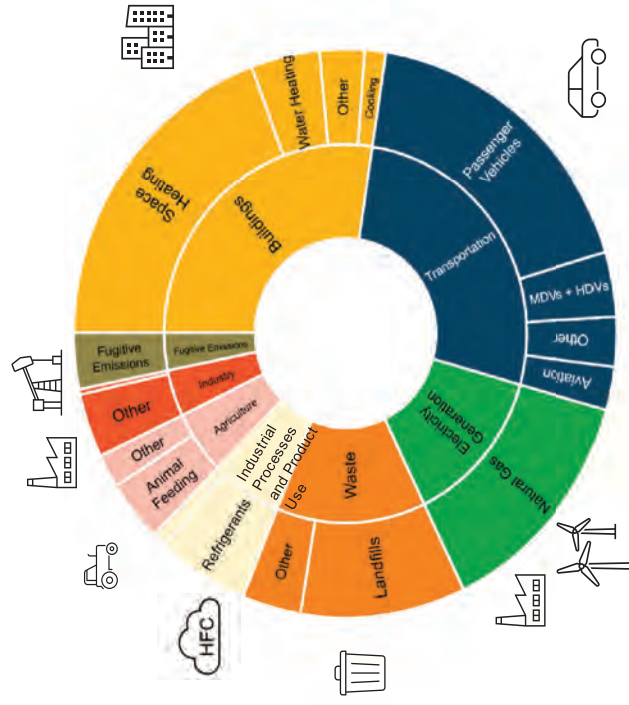 Space
Heating
Water Heating
Other
Cooking
Buildings
Passenger
Vehicles
Transportation
MDVs + HDVs
Other
Aviation
Electricity
Generation
Natural Gas
Waste
Landfills
Other
Industrial
Processes
and Product
Use
Refrigerants
HFC
Agriculture
Animal
Feeding
Other
Industry
Other
Fugitive Emissions
Fugitive
Emissions